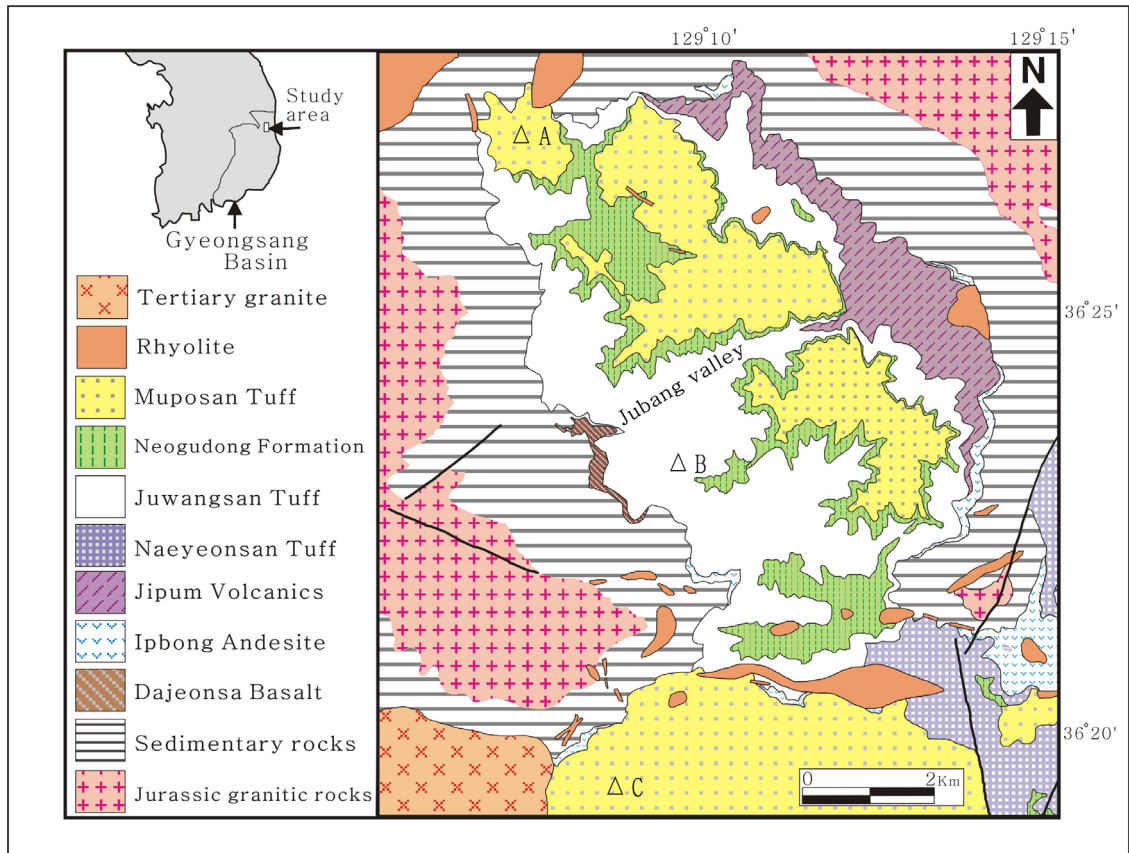 129°10'
129°15'
Study
area
Gyeongsang
Basin
Tertiary granite
Rhyolite
Muposan Tuff
Neogudong Formation
Juwangsan Tuff
Naeyeonsan Tuff
Jipum Volcanics
Ipbong Andesite
Dajeonsa Basalt
Sedimentary rocks
Jurassic granitic rocks
N
A
36°25'
Jubang valley
B
36°20'
C
0 2Km